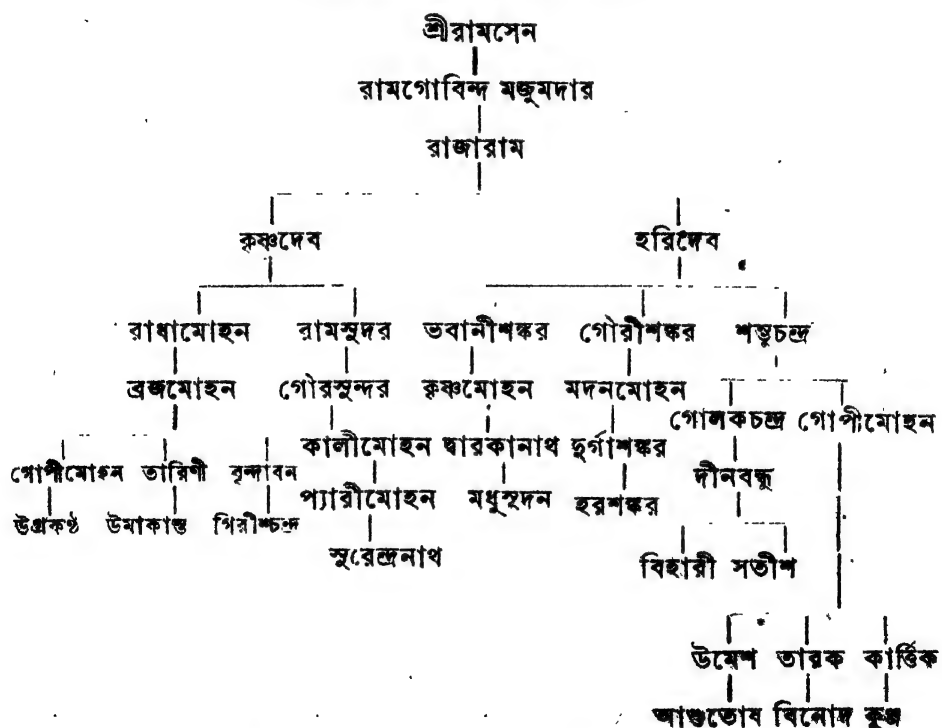 শ্রীরামসেন
রামগোবিন্দ মজুমদার
রাজারাম
কৃষ্ণদেব হরিদেব
রাধামোহন রামসুদর ভবানীশঙ্কর গৌরীশঙ্কর শম্ভুচন্দ্র
ব্রজমোহন গৌরসুন্দর কৃষ্ণমোহন মদনমোহন
গোলকচন্দ্র গোপীমোহন
কালীমোহন দ্বারকানাথ দুর্গাশঙ্কর
গোপীমোহন তারিণী বৃন্দাবন
দীনবন্ধু
প্যারীমোহন মধুসূদন হরশঙ্কর
উগ্রকণ্ঠ উমাকান্ত গিরীশচন্দ্র
সুরেন্দ্রনাথ
বিহারী সতীশ
উমেশ তারক কার্ত্তিক
আশুতোষ বিনোদ কুঞ্জ